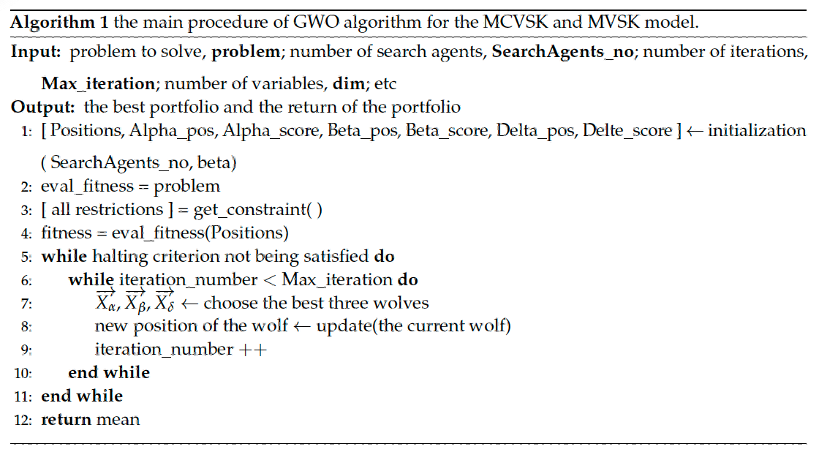 Algorithm 1 the main procedure of GWO algorithm for the MCVSK and MVSK model.
Input: problem to solve, problem; number of search agents, SearchAgents_no; number of iterations,
Max_iteration; number of variables, dim; etc
Output: the best portfolio and the return of the portfolio
1: [ Positions, Alpha_pos, Alpha_score, Beta_pos, Beta_score, Delta_pos, Delte_score ] ← initialization
( SearchAgents_no, beta)
2: eval_fitness = problem
3: [ all restrictions ] = get_constraint( )
4: fitness = eval_fitness(Positions)
5: while halting criterion not being satisfied do
6: while iteration_number < Max_iteration do
7: $\overrightarrow{X_\alpha}, \overrightarrow{X_\beta}, \overrightarrow{X_\delta}$ ← choose the best three wolves
8: new position of the wolf ← update(the current wolf)
9: iteration_number ++
10: end while
11: end while
12: return mean